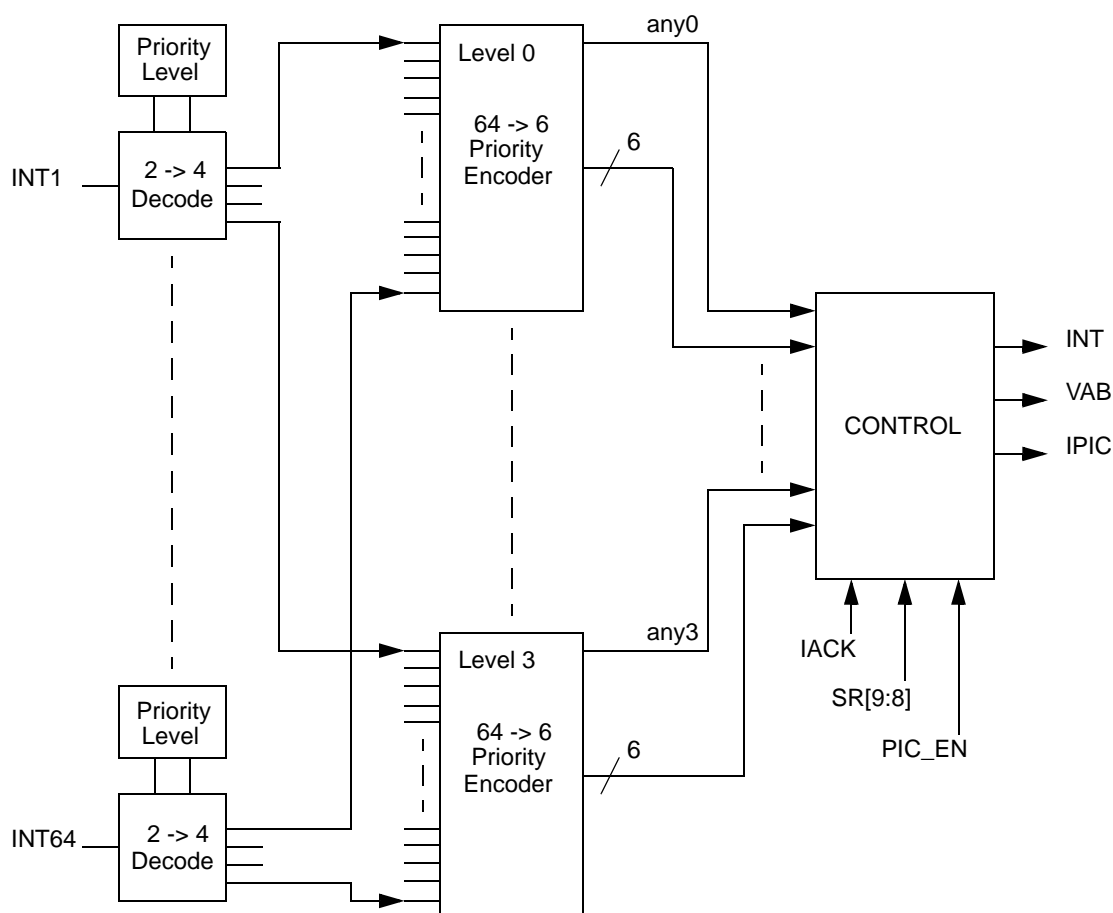 Priority
Level
INT1
2 -> 4
Decode
Level 0
64 -> 6
Priority
Encoder
any0
6
INT
VAB
IPIC
CONTROL
IACK
SR[9:8]
PIC_EN
Priority
Level
INT64
2 -> 4
Decode
Level 3
64 -> 6
Priority
Encoder
any3
6